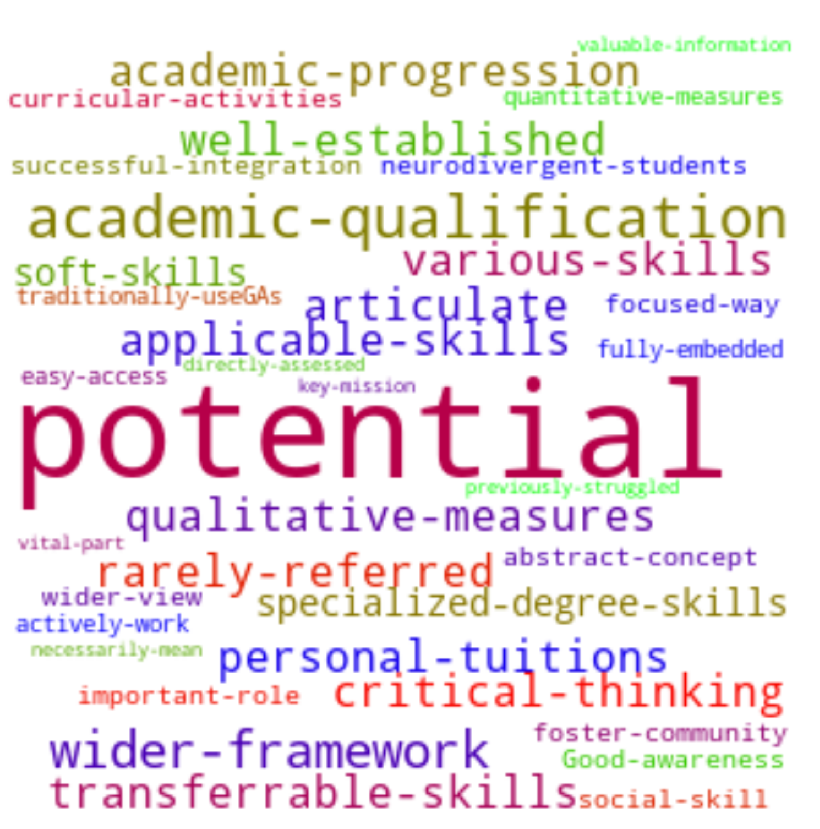 valuable-information
academic-progression
curricular-activities quantitative-measures
well-established
successful-integration neurodivergent-students
academic-qualification
various-skills
soft-skills
traditionally-useGAs articulate focused-way
applicable-skills fully-embedded
directly-assessed
easy-access key-mission
potential
previously-struggled
qualitative-measures
vital-part
rarely-referred abstract-concept
wider-view specialized-degree-skills
actively-work
necessarily-mean personal-tuitions
important-role critical-thinking
foster-community
wider-framework Good-awareness
transferrable-skills social-skill